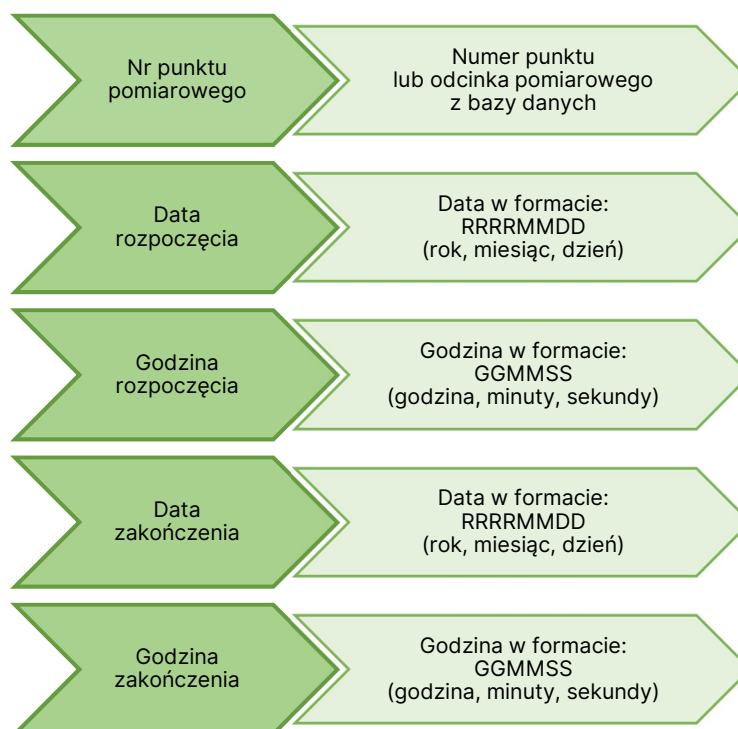 Nr punktu
pomiarowego
Numer punktu
lub odcinka pomiarowego
z bazy danych
Data
rozpoczęcia
Data w formacie:
RRRRMMDD
(rok, miesiąc, dzień)
Godzina
rozpoczęcia
Godzina w formacie:
GGMMSS
(godzina, minuty, sekundy)
Data
zakończenia
Data w formacie:
RRRRMMDD
(rok, miesiąc, dzień)
Godzina
zakończenia
Godzina w formacie:
GGMMSS
(godzina, minuty, sekundy)